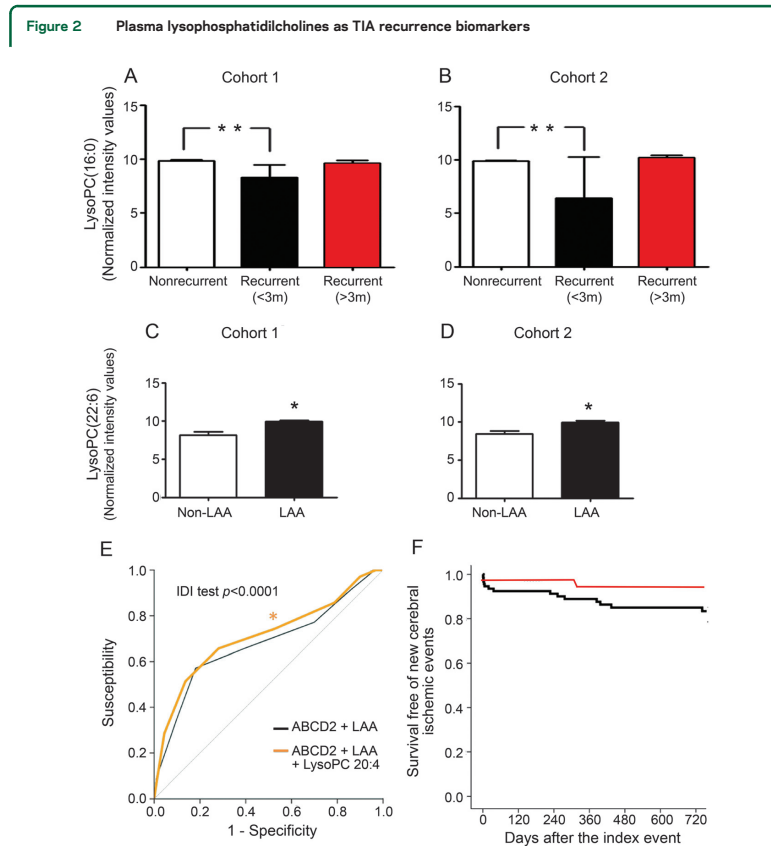 Figure 2 Plasma lysophosphatidilcholines as TIA recurrence biomarkers
A
Cohort 1
LysoPC(16:0)
(Normalized intensity values)
15
10
5
0
* *
Nonrecurrent
Recurrent
(<3m)
Recurrent
(>3m)
B
Cohort 2
15
10
5
0
* *
Nonrecurrent
Recurrent
(<3m)
Recurrent
(>3m)
C
Cohort 1
LysoPC(22:6)
(Normalized intensity values)
15
10
5
0
*
Non-LAA
LAA
D
Cohort 2
15
10
5
0
*
Non-LAA
LAA
E
IDI test p<0.0001
*
Susceptibility
1.0
0.8
0.6
0.4
0.2
0.0
ABCD2 + LAA
ABCD2 + LAA
+ LysoPC 20:4
0.0 0.2 0.4 0.6 0.8 1.0
1 - Specificity
F
Survival free of new cerebral
ischemic events
1.0
0.8
0.6
0.4
0.2
0.0
0 120 240 360 480 600 720
Days after the index event